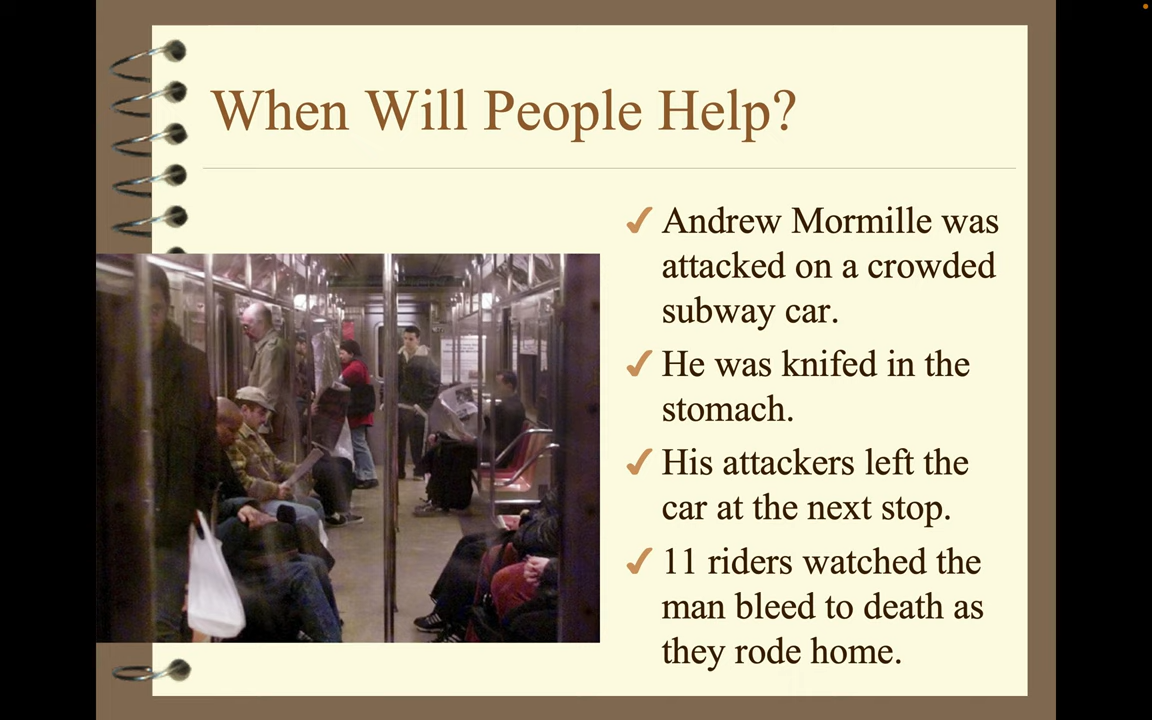 When Will People Help?
✓ Andrew Mormille was
attacked on a crowded
subway car.
✓ He was knifed in the
stomach.
✓ His attackers left the
car at the next stop.
✓ 11 riders watched the
man bleed to death as
they rode home.